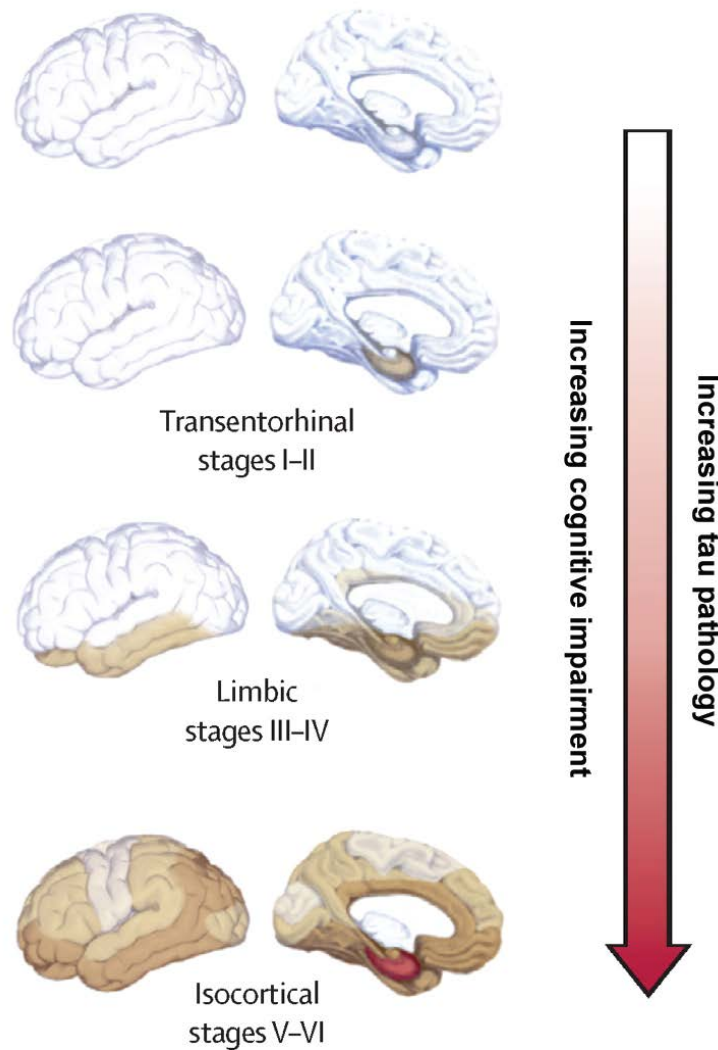 Transentorhinal
stages I–II
Limbic
stages III–IV
Isocortical
stages V–VI
Increasing cognitive impairment
Increasing tau pathology